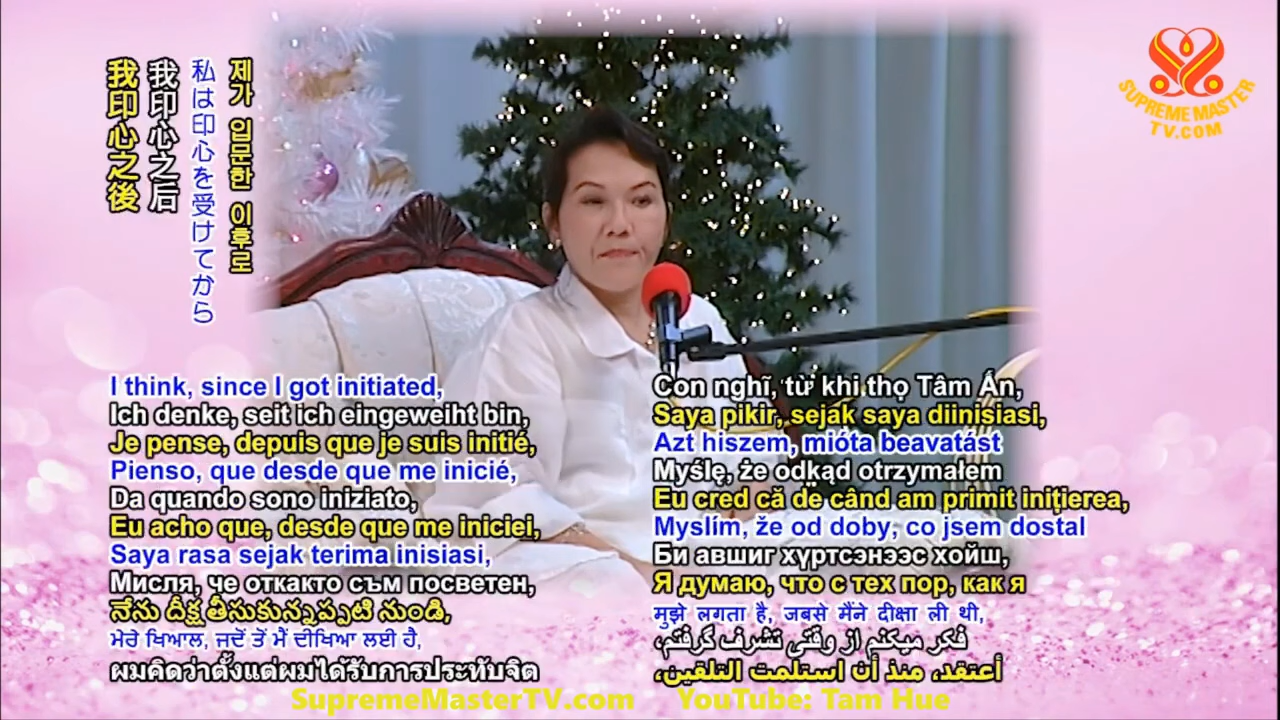 我印心之後
我印心之后
私は印心を受けてから
제가 입문한 이후로
SUPREME MASTER
TV.COM
I think, since I got initiated,
Ich denke, seit ich eingeweiht bin,
Je pense, depuis que je suis initié,
Pienso, que desde que me inicié,
Da quando sono iniziato,
Eu acho que, desde que me iniciei,
Saya rasa sejak terima inisiasi,
Мисля, че откакто съм посветен,
నేను దీక్ష తీసుకున్నప్పటి నుండి,
ਮੇਰੇ ਖਿਆਲ, ਜਦੋਂ ਤੋਂ ਮੈਂ ਦੀਖਿਆ ਲਈ ਹੈ,
ผมคิดว่าตั้งแต่ผมได้รับการประทับจิต
Con nghĩ, từ khi thọ Tâm Ấn,
Saya pikir, sejak saya diinisiasi,
Azt hiszem, mióta beavatást
Myślę, że odkąd otrzymałem
Eu cred că de când am primit inițierea,
Myslím, že od doby, co jsem dostal
Би авшиг хүртсэнээс хойш,
Я думаю, что с тех пор, как я
मुझे लगता है, जबसे मैंने दीक्षा ली थी,
فکر میکنم از وقتی تشرف گرفتم،
أعتقد، منذ أن استلمت التلقين،
SupremeMasterTV.com
YouTube: Tam Hue